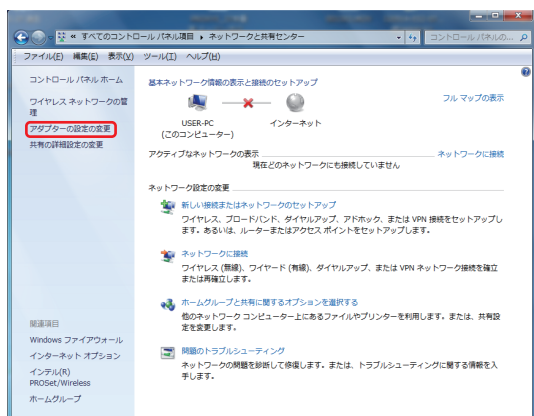 « すべてのコントロール パネル項目 ▸ ネットワークと共有センター
コントロール パネルの...
ファイル(F) 編集(E) 表示(V) ツール(T) ヘルプ(H)
コントロール パネル ホーム
ワイヤレス ネットワークの管
理
アダプターの設定の変更
共有の詳細設定の変更
基本ネットワーク情報の表示と接続のセットアップ
フル マップの表示
USER-PC
(このコンピューター)
インターネット
アクティブなネットワークの表示
ネットワークに接続
現在どのネットワークにも接続していません
ネットワーク設定の変更
新しい接続またはネットワークのセットアップ
ワイヤレス、ブロードバンド、ダイヤルアップ、アドホック、または VPN 接続をセットアップし
ます。あるいは、ルーターまたはアクセス ポイントをセットアップします。
ネットワークに接続
ワイヤレス (無線)、ワイヤード (有線)、ダイヤルアップ、または VPN ネットワーク接続を確立
または再確立します。
ホームグループと共有に関するオプションを選択する
他のネットワーク コンピューター上にあるファイルやプリンターを利用します。または、共有設
定を変更します。
問題のトラブルシューティング
ネットワークの問題を診断して修復します。または、トラブルシューティングに関する情報を入
手します。
関連項目
Windows ファイアウォール
インターネット オプション
インテル(R)
PROSet/Wireless
ホームグループ